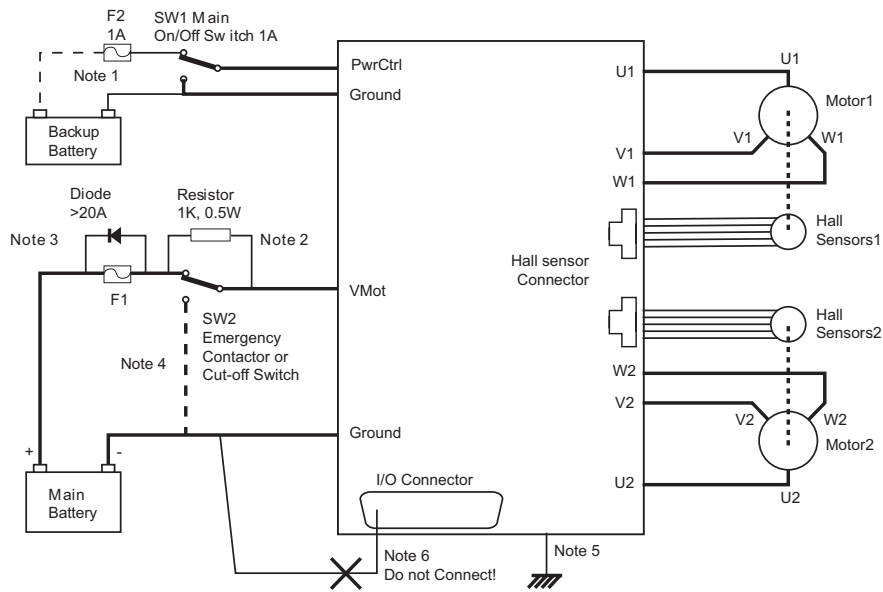 F2
1A
SW1 Main
On/Off Switch 1A
Note 1
Backup
Battery
PwrCtrl
Ground
U1
V1
W1
U1
Motor1
V1
W1
Diode
>20A
Resistor
1K, 0.5W
Note 3
Note 2
F1
VMot
Hall sensor
Connector
Hall
Sensors1
Hall
Sensors2
SW2
Emergency
Contactor or
Cut-off Switch
Note 4
W2
V2
V2
W2
Motor2
U2
U2
Ground
+
-
Main
Battery
I/O Connector
Note 6
Do not Connect!
Note 5